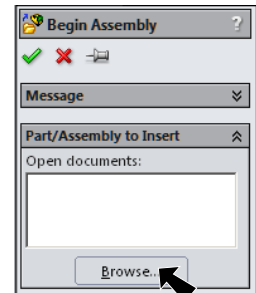 Begin Assembly ?
Message
Part/Assembly to Insert
Open documents:
Browse...